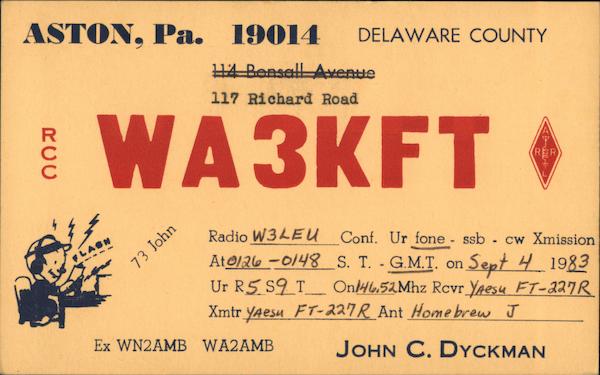 ASTON, Pa. 19014 DELAWARE COUNTY
114 Bonsall Avenue
117 Richard Road
RCC
WA3KFT
ARRL
FLASH
73 John
Radio W3LEU Conf. Ur fone - ssb - cw Xmission
At 0126-0148 S. T. - G.M.T. on Sept 4 1983
Ur R 5 S 9 T On 146.52 Mhz Rcvr Yaesu FT-227R
Xmtr Yaesu FT-227R Ant Homebrew J
Ex WN2AMB WA2AMB JOHN C. DYCKMAN